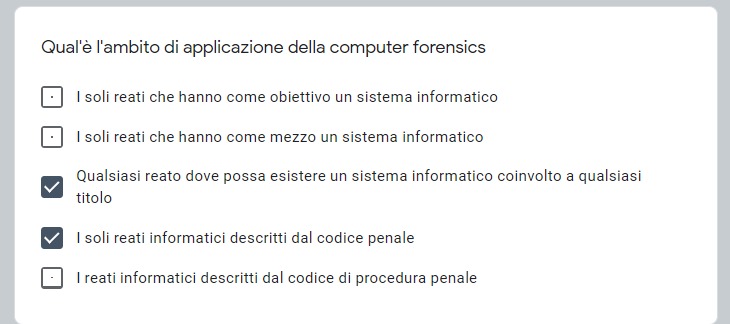 Qual'è l'ambito di applicazione della computer forensics
I soli reati che hanno come obiettivo un sistema informatico
I soli reati che hanno come mezzo un sistema informatico
Qualsiasi reato dove possa esistere un sistema informatico coinvolto a qualsiasi
titolo
I soli reati informatici descritti dal codice penale
I reati informatici descritti dal codice di procedura penale